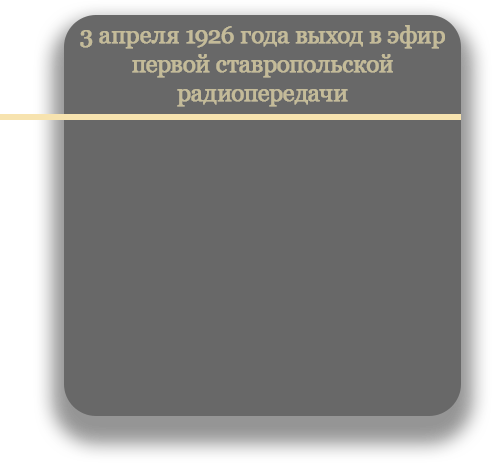 3 апреля 1926 года выход в эфир
первой ставропольской
радиопередачи